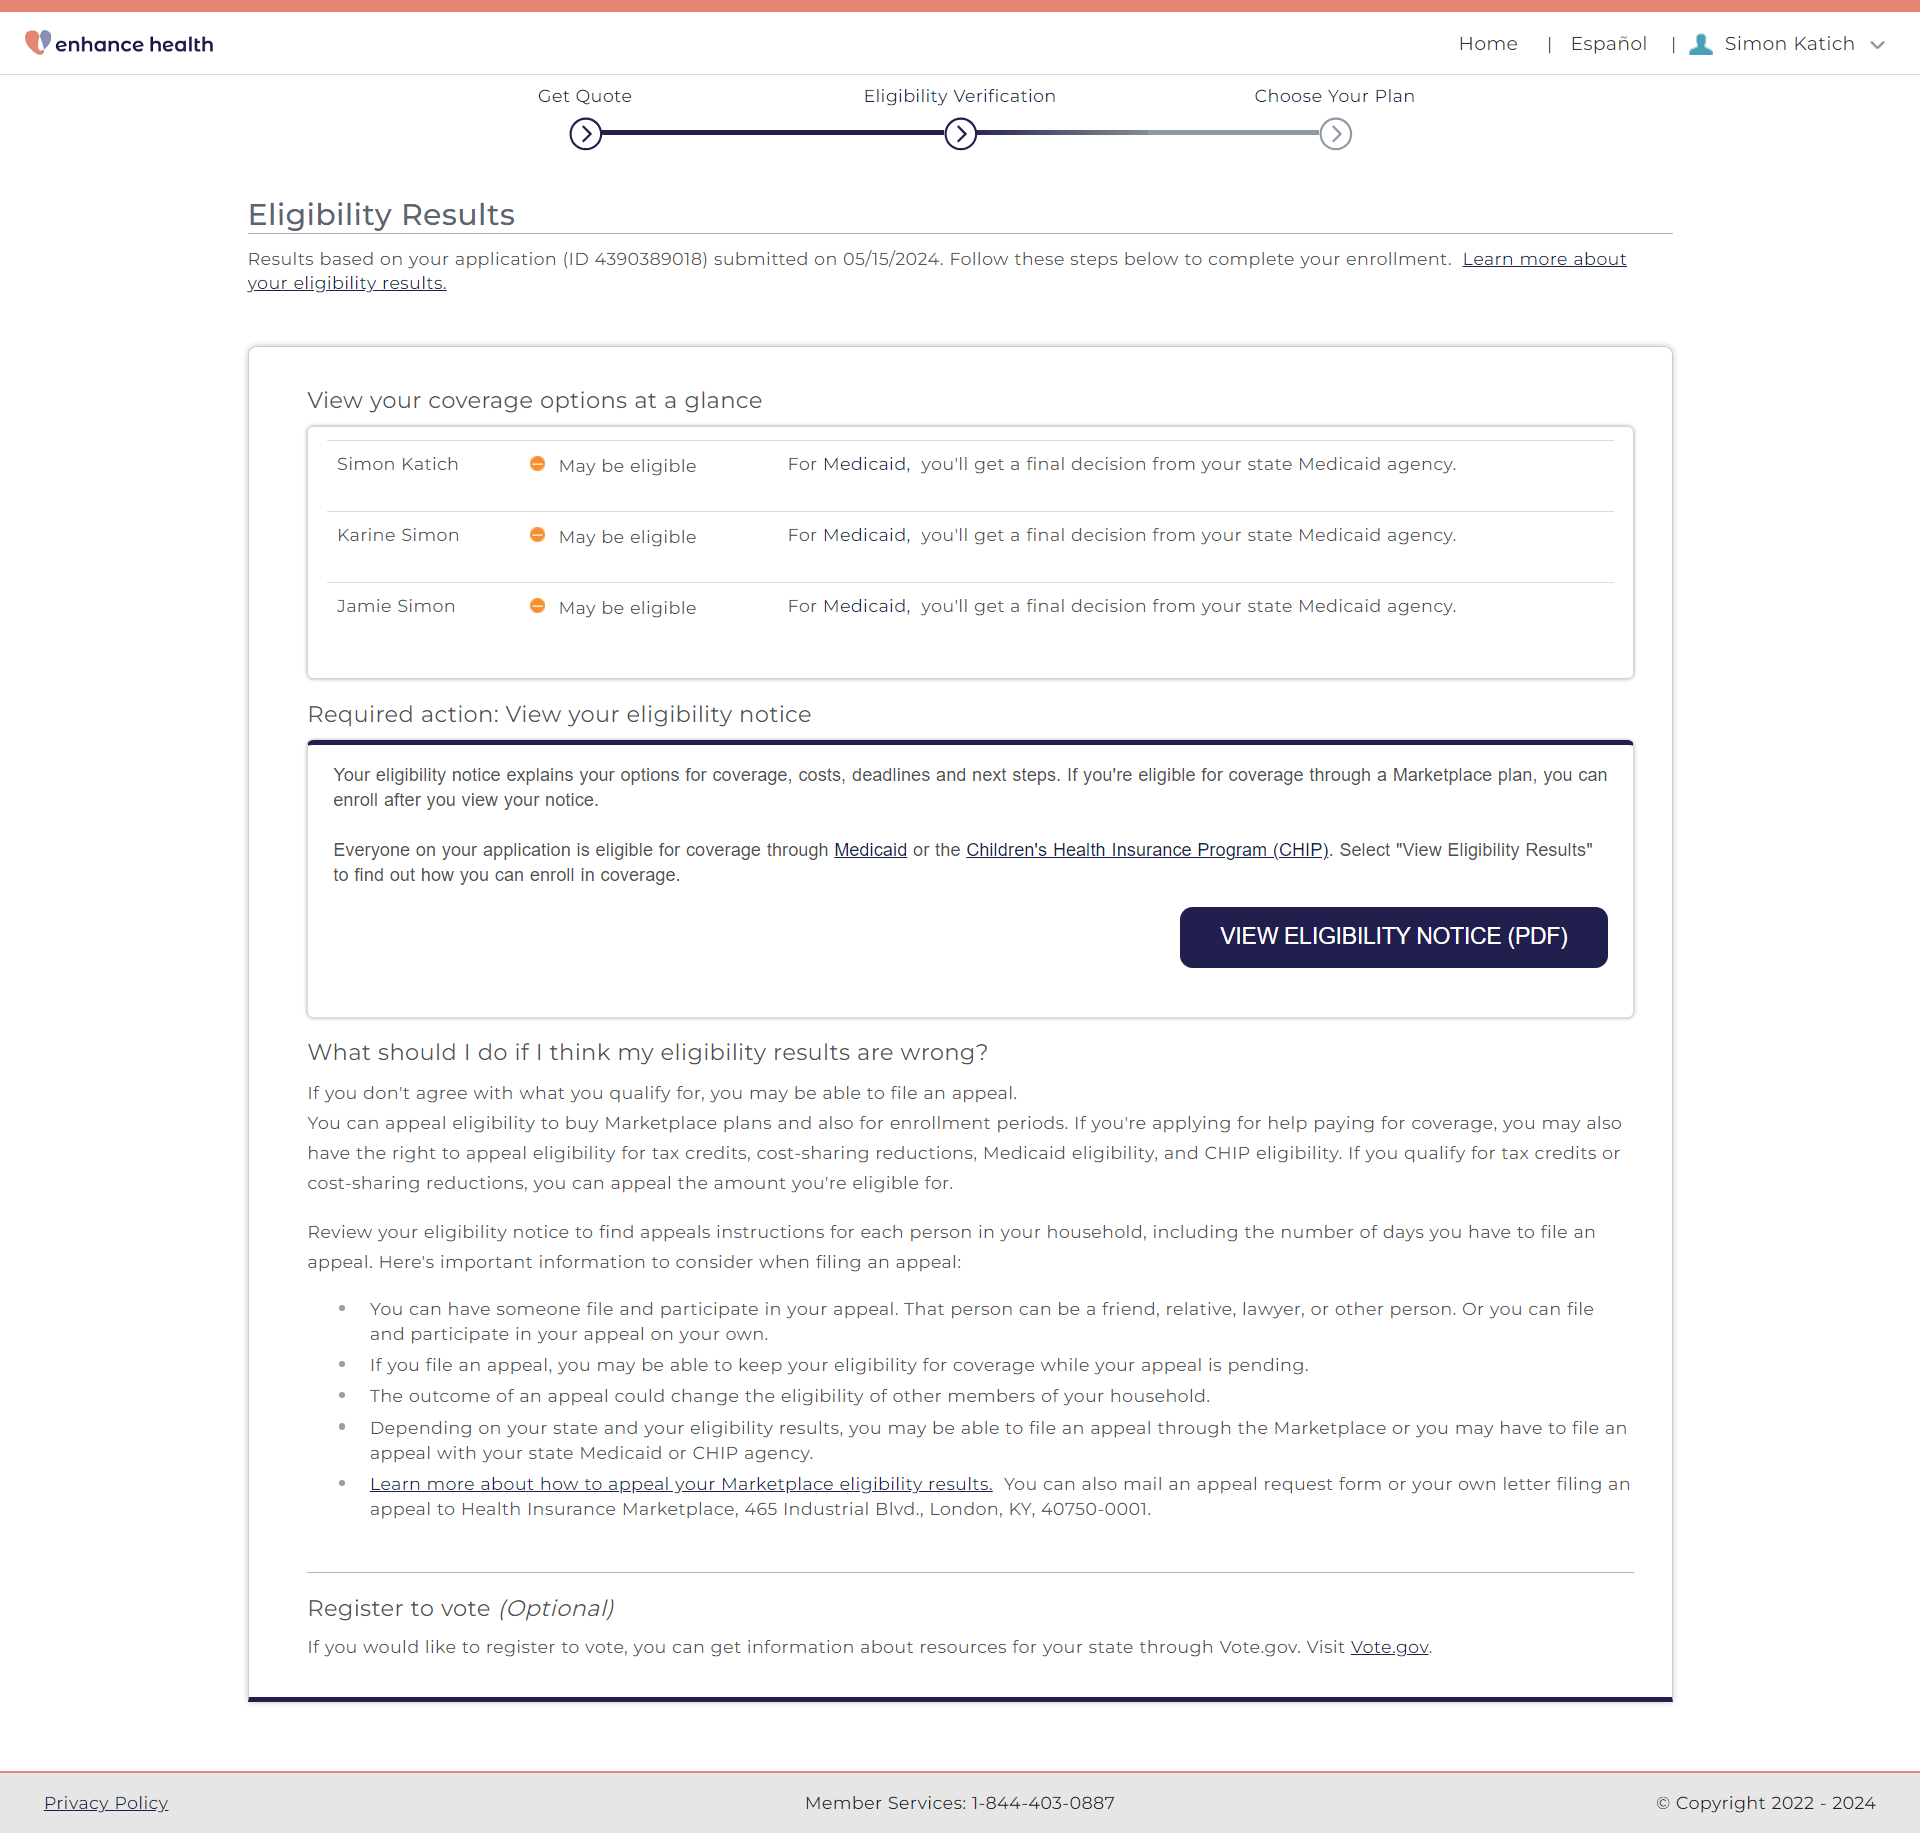 enhance health
Home | Español | Simon Katich
Get Quote
Eligibility Verification
Choose Your Plan
Eligibility Results
Results based on your application (ID 4390389018) submitted on 05/15/2024. Follow these steps below to complete your enrollment. Learn more about
your eligibility results.
View your coverage options at a glance
Simon Katich May be eligible For Medicaid, you'll get a final decision from your state Medicaid agency.
Karine Simon May be eligible For Medicaid, you'll get a final decision from your state Medicaid agency.
Jamie Simon May be eligible For Medicaid, you'll get a final decision from your state Medicaid agency.
Required action: View your eligibility notice
Your eligibility notice explains your options for coverage, costs, deadlines and next steps. If you're eligible for coverage through a Marketplace plan, you can
enroll after you view your notice.
Everyone on your application is eligible for coverage through Medicaid or the Children's Health Insurance Program (CHIP). Select "View Eligibility Results"
to find out how you can enroll in coverage.
VIEW ELIGIBILITY NOTICE (PDF)
What should I do if I think my eligibility results are wrong?
If you don't agree with what you qualify for, you may be able to file an appeal.
You can appeal eligibility to buy Marketplace plans and also for enrollment periods. If you're applying for help paying for coverage, you may also
have the right to appeal eligibility for tax credits, cost-sharing reductions, Medicaid eligibility, and CHIP eligibility. If you qualify for tax credits or
cost-sharing reductions, you can appeal the amount you're eligible for.
Review your eligibility notice to find appeals instructions for each person in your household, including the number of days you have to file an
appeal. Here's important information to consider when filing an appeal:
• You can have someone file and participate in your appeal. That person can be a friend, relative, lawyer, or other person. Or you can file
and participate in your appeal on your own.
• If you file an appeal, you may be able to keep your eligibility for coverage while your appeal is pending.
• The outcome of an appeal could change the eligibility of other members of your household.
• Depending on your state and your eligibility results, you may be able to file an appeal through the Marketplace or you may have to file an
appeal with your state Medicaid or CHIP agency.
• Learn more about how to appeal your Marketplace eligibility results. You can also mail an appeal request form or your own letter filing an
appeal to Health Insurance Marketplace, 465 Industrial Blvd., London, KY, 40750-0001.
Register to vote (Optional)
If you would like to register to vote, you can get information about resources for your state through Vote.gov. Visit Vote.gov.
Privacy Policy
Member Services: 1-844-403-0887
© Copyright 2022 - 2024